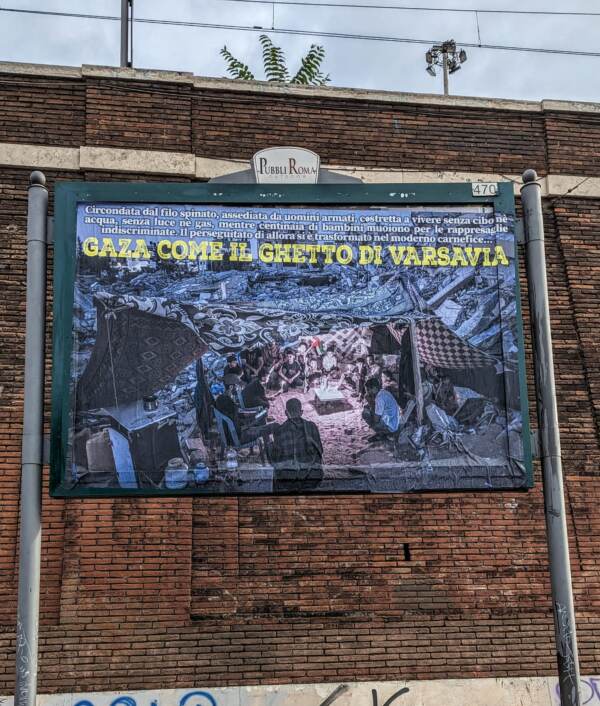 PUBBLI ROMA
470
Circondata dal filo spinato, assediata da uomini armati, costretta a vivere senza cibo nè
acqua, senza luce nè gas, mentre centinaia di bambini muoiono per le rappresaglie
indiscriminate. Il perseguitato di allora si è trasformato nel moderno carnefice...
GAZA COME IL GHETTO DI VARSAVIA